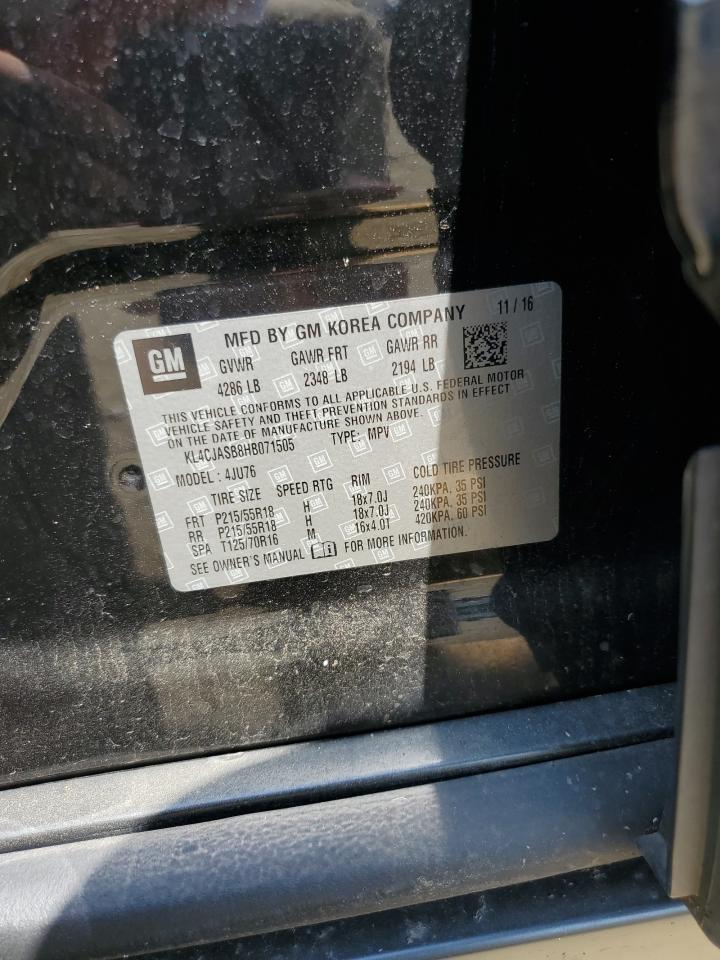 MFD BY GM KOREA COMPANY 11 / 16
GM
GVWR GAWR FRT GAWR RR
4286 LB 2348 LB 2194 LB
THIS VEHICLE CONFORMS TO ALL APPLICABLE U.S. FEDERAL MOTOR
VEHICLE SAFETY AND THEFT PREVENTION STANDARDS IN EFFECT
ON THE DATE OF MANUFACTURE SHOWN ABOVE.
KL4CJASB8HB071505 TYPE: MPV
MODEL: 4JU76
TIRE SIZE SPEED RTG RIM COLD TIRE PRESSURE
FRT P215/55R18 H 18x7.0J 240KPA, 35 PSI
RR P215/55R18 H 18x7.0J 240KPA, 35 PSI
SPA T125/70R16 M 16x4.0T 420KPA, 60 PSI
SEE OWNER'S MANUAL FOR MORE INFORMATION.